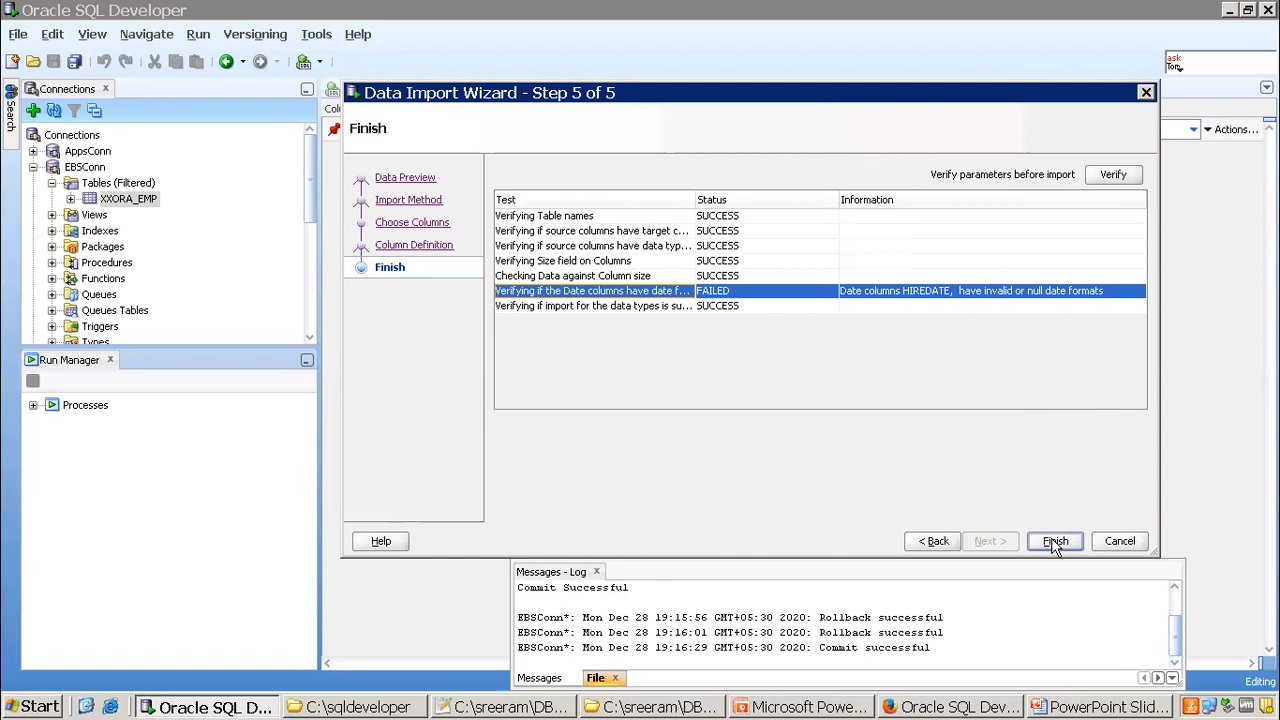 Oracle SQL Developer
File Edit View Navigate Run Versioning Tools Help
ask
Tom
Search
Connections
Connections
AppsConn
EBSConn
Tables (Filtered)
XXORA_EMP
Views
Indexes
Packages
Procedures
Functions
Queues
Queues Tables
Triggers
Types
Run Manager
Processes
Actions...
Data Import Wizard - Step 5 of 5
Finish
Data Preview
Import Method
Choose Columns
Column Definition
Finish
Verify parameters before import Verify
Test Status Information
Verifying Table names SUCCESS
Verifying if source columns have target c... SUCCESS
Verifying if source columns have data typ... SUCCESS
Verifying Size field on Columns SUCCESS
Checking Data against Column size SUCCESS
Verifying if the Date columns have date f... FAILED Date columns HIREDATE, have invalid or null date formats
Verifying if import for the data types is su... SUCCESS
Help < Back Next > Finish Cancel
Messages - Log
Commit Successful
EBSConn*: Mon Dec 28 19:15:56 GMT+05:30 2020: Rollback successful
EBSConn*: Mon Dec 28 19:16:01 GMT+05:30 2020: Rollback successful
EBSConn*: Mon Dec 28 19:16:29 GMT+05:30 2020: Commit successful
Messages File
Editing
Start Oracle SQL D... C:\sqldeveloper C:\sreeram\DB... C:\sreeram\DB... Microsoft Powe... Oracle SQL Dev... PowerPoint Slid...